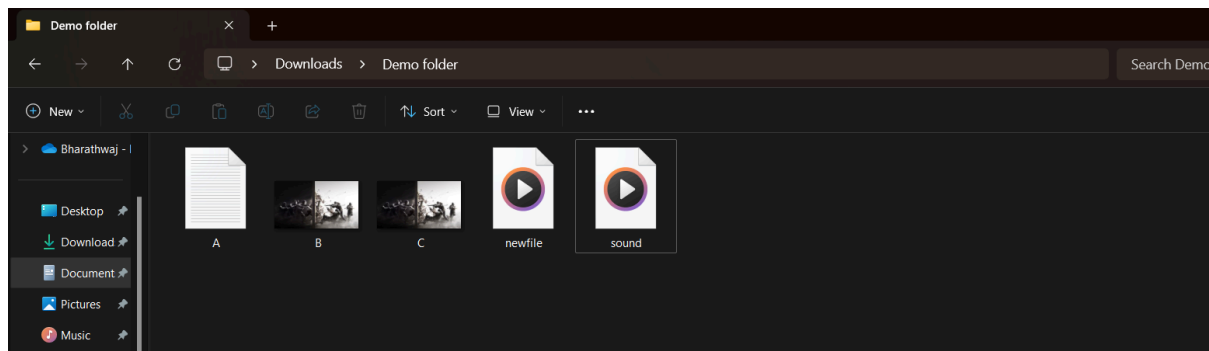 Demo folder
Downloads > Demo folder
Search Demo
New
Sort
View
Bharathwaj -
Desktop
Download
Document
Pictures
Music
A
B
C
newfile
sound